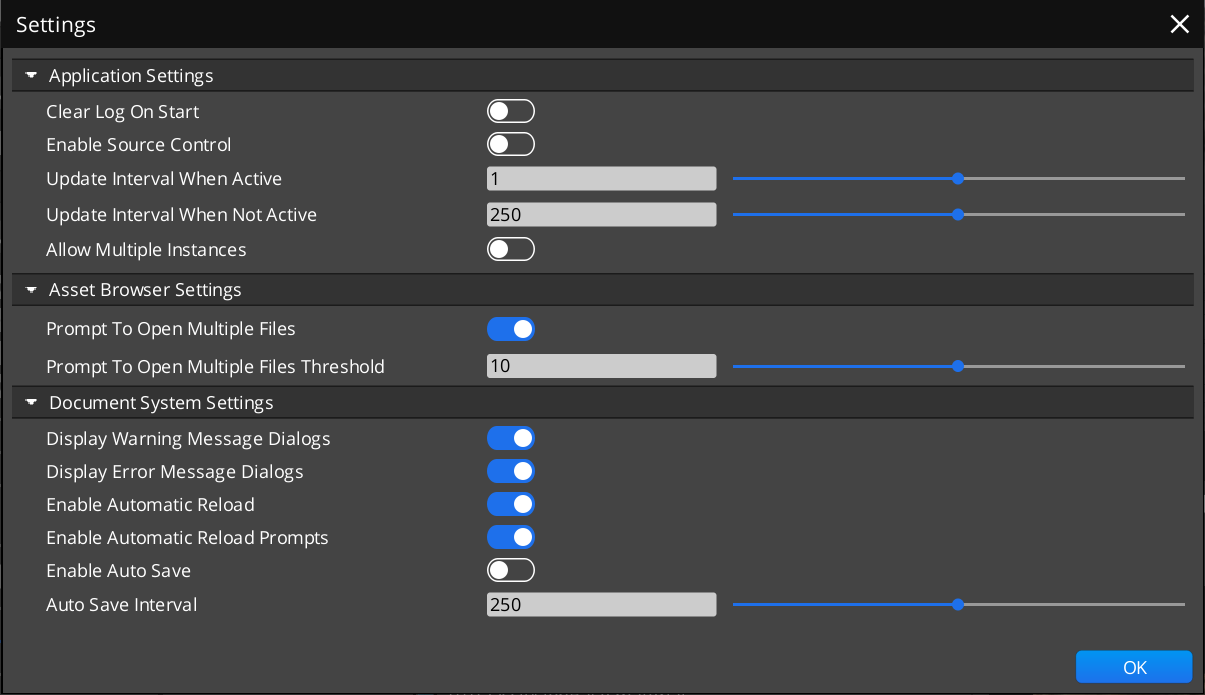 Settings
Application Settings
Clear Log On Start
Enable Source Control
Update Interval When Active 1
Update Interval When Not Active 250
Allow Multiple Instances
Asset Browser Settings
Prompt To Open Multiple Files
Prompt To Open Multiple Files Threshold 10
Document System Settings
Display Warning Message Dialogs
Display Error Message Dialogs
Enable Automatic Reload
Enable Automatic Reload Prompts
Enable Auto Save
Auto Save Interval 250
OK